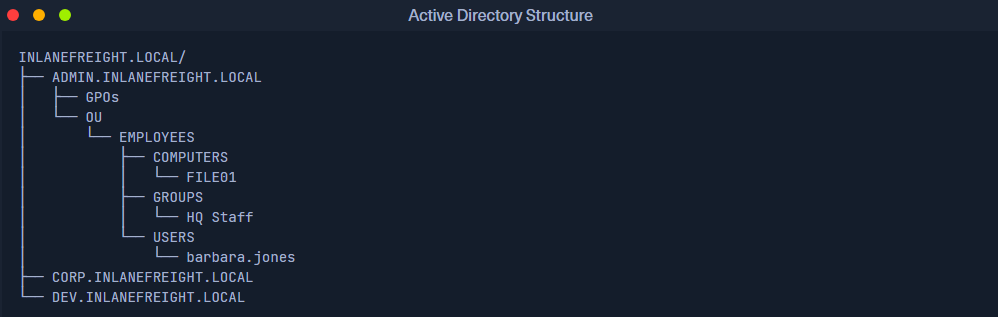 Active Directory Structure
INLANEFREIGHT.LOCAL/
├── ADMIN.INLANEFREIGHT.LOCAL
│   ├── GPOs
│   └── OU
│       └── EMPLOYEES
│           ├── COMPUTERS
│           │   └── FILE01
│           ├── GROUPS
│           │   └── HQ Staff
│           └── USERS
│               └── barbara.jones
├── CORP.INLANEFREIGHT.LOCAL
└── DEV.INLANEFREIGHT.LOCAL